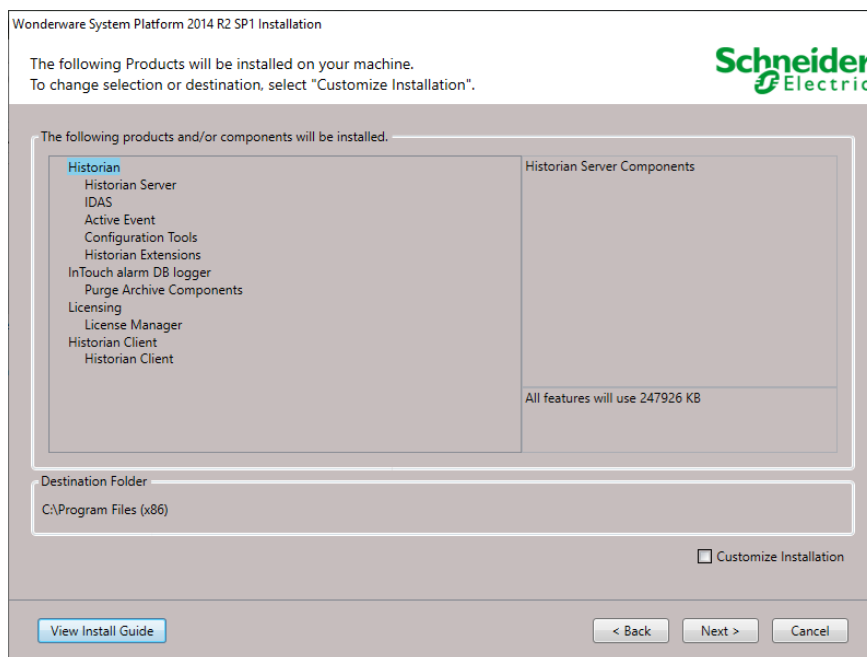 Wonderware System Platform 2014 R2 SP1 Installation
The following Products will be installed on your machine.
To change selection or destination, select "Customize Installation".
Schneider
Electric
The following products and/or components will be installed.
Historian
Historian Server
IDAS
Active Event
Configuration Tools
Historian Extensions
InTouch alarm DB logger
Purge Archive Components
Licensing
License Manager
Historian Client
Historian Client
Historian Server Components
All features will use 247926 KB
Destination Folder
C:\Program Files (x86)
Customize Installation
View Install Guide
< Back
Next >
Cancel